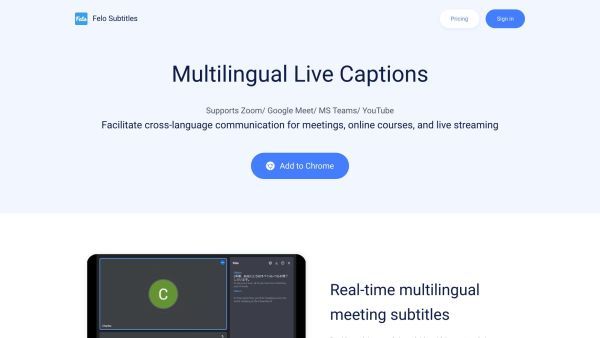 Felo
Felo Subtitles
Pricing
Sign in
Multilingual Live Captions
Supports Zoom/ Google Meet/ MS Teams/ YouTube
Facilitate cross-language communication for meetings, online courses, and live streaming
Add to Chrome
Felo
C
Real-time multilingual
meeting subtitles